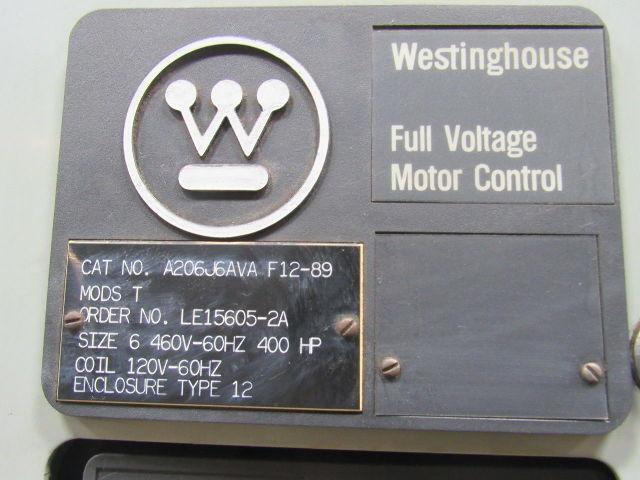 W
Westinghouse
Full Voltage
Motor Control
CAT NO. A206J6AVA F12-89
MODS T
ORDER NO. LE15605-2A
SIZE 6 460V-60HZ 400 HP
COIL 120V-60HZ
ENCLOSURE TYPE 12